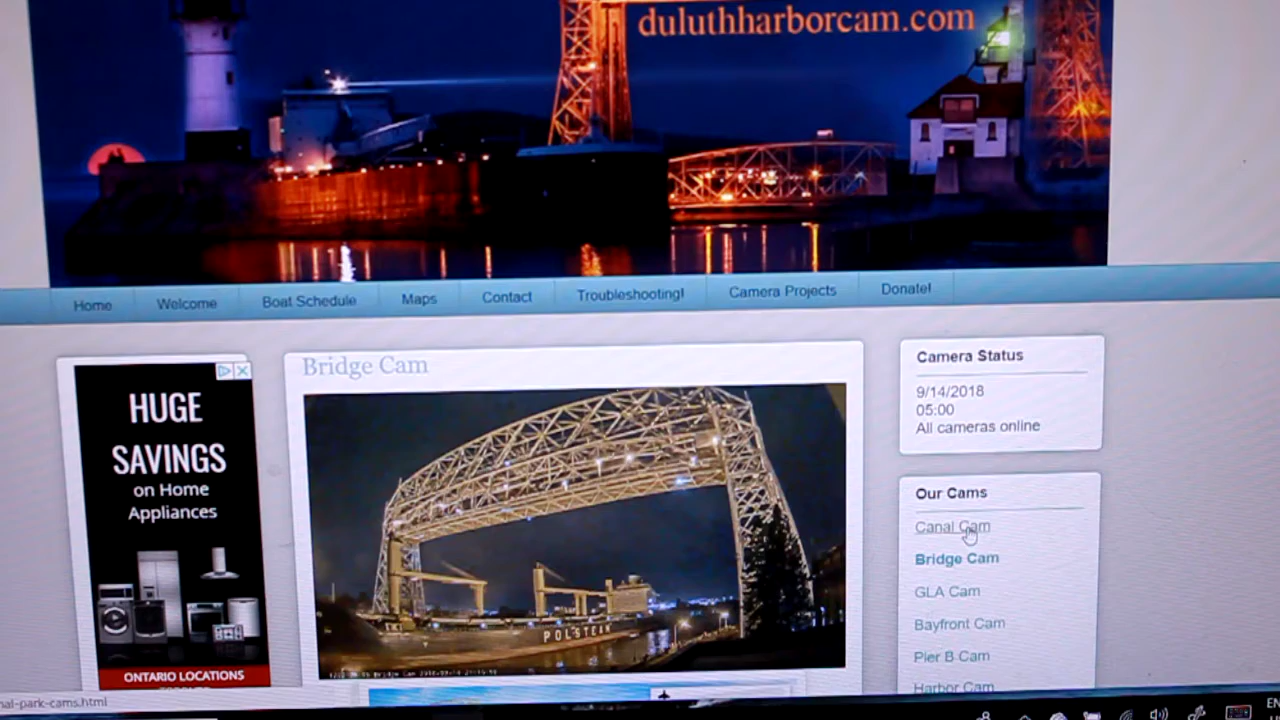 duluthharborcam.com
Home Welcome Boat Schedule Maps Contact Troubleshooting! Camera Projects Donate!
HUGE
SAVINGS
on Home
Appliances
ONTARIO LOCATIONS
Bridge Cam
POLSTEAM
Camera Status
9/14/2018
05:00
All cameras online
Our Cams
Canal Cam
Bridge Cam
GLA Cam
Bayfront Cam
Pier B Cam
Harbor Cam
nal-park-cams.html